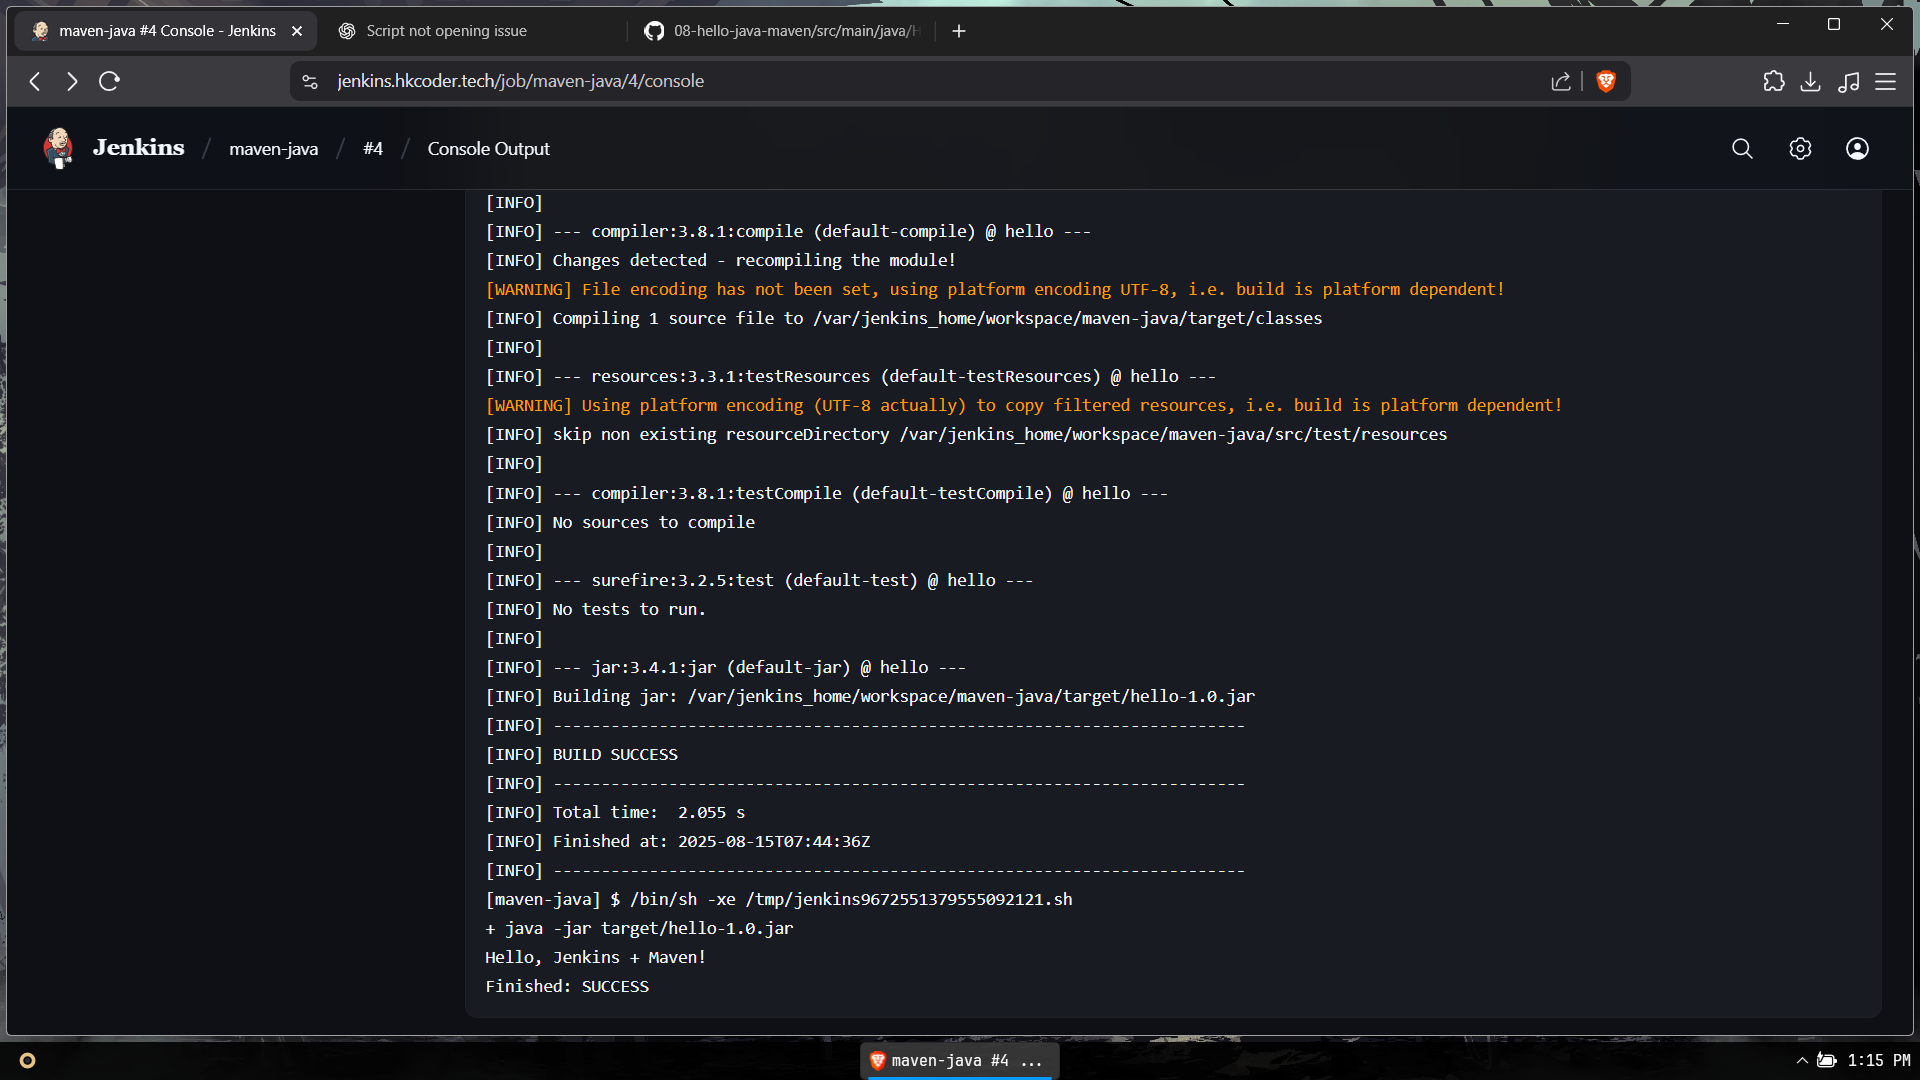 maven-java #4 Console - Jenkins
Script not opening issue
08-hello-java-maven/src/main/java/H
jenkins.hkcoder.tech/job/maven-java/4/console
Jenkins / maven-java / #4 / Console Output
[INFO]
[INFO] --- compiler:3.8.1:compile (default-compile) @ hello ---
[INFO] Changes detected - recompiling the module!
[WARNING] File encoding has not been set, using platform encoding UTF-8, i.e. build is platform dependent!
[INFO] Compiling 1 source file to /var/jenkins_home/workspace/maven-java/target/classes
[INFO]
[INFO] --- resources:3.3.1:testResources (default-testResources) @ hello ---
[WARNING] Using platform encoding (UTF-8 actually) to copy filtered resources, i.e. build is platform dependent!
[INFO] skip non existing resourceDirectory /var/jenkins_home/workspace/maven-java/src/test/resources
[INFO]
[INFO] --- compiler:3.8.1:testCompile (default-testCompile) @ hello ---
[INFO] No sources to compile
[INFO]
[INFO] --- surefire:3.2.5:test (default-test) @ hello ---
[INFO] No tests to run.
[INFO]
[INFO] --- jar:3.4.1:jar (default-jar) @ hello ---
[INFO] Building jar: /var/jenkins_home/workspace/maven-java/target/hello-1.0.jar
[INFO] ------------------------------------------------------------------------
[INFO] BUILD SUCCESS
[INFO] ------------------------------------------------------------------------
[INFO] Total time:  2.055 s
[INFO] Finished at: 2025-08-15T07:44:36Z
[INFO] ------------------------------------------------------------------------
[maven-java] $ /bin/sh -xe /tmp/jenkins9672551379555092121.sh
+ java -jar target/hello-1.0.jar
Hello, Jenkins + Maven!
Finished: SUCCESS
maven-java #4 ...
1:15 PM